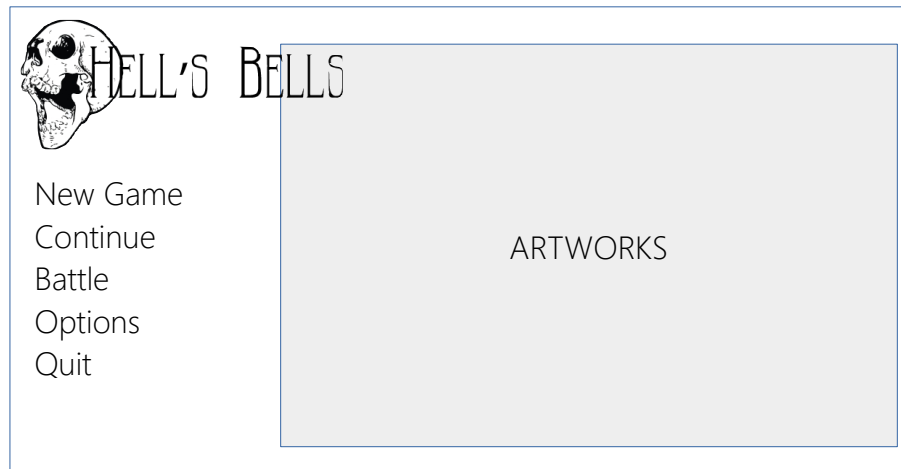 HELL'S BELLS
New Game
Continue
Battle
Options
Quit
ARTWORKS